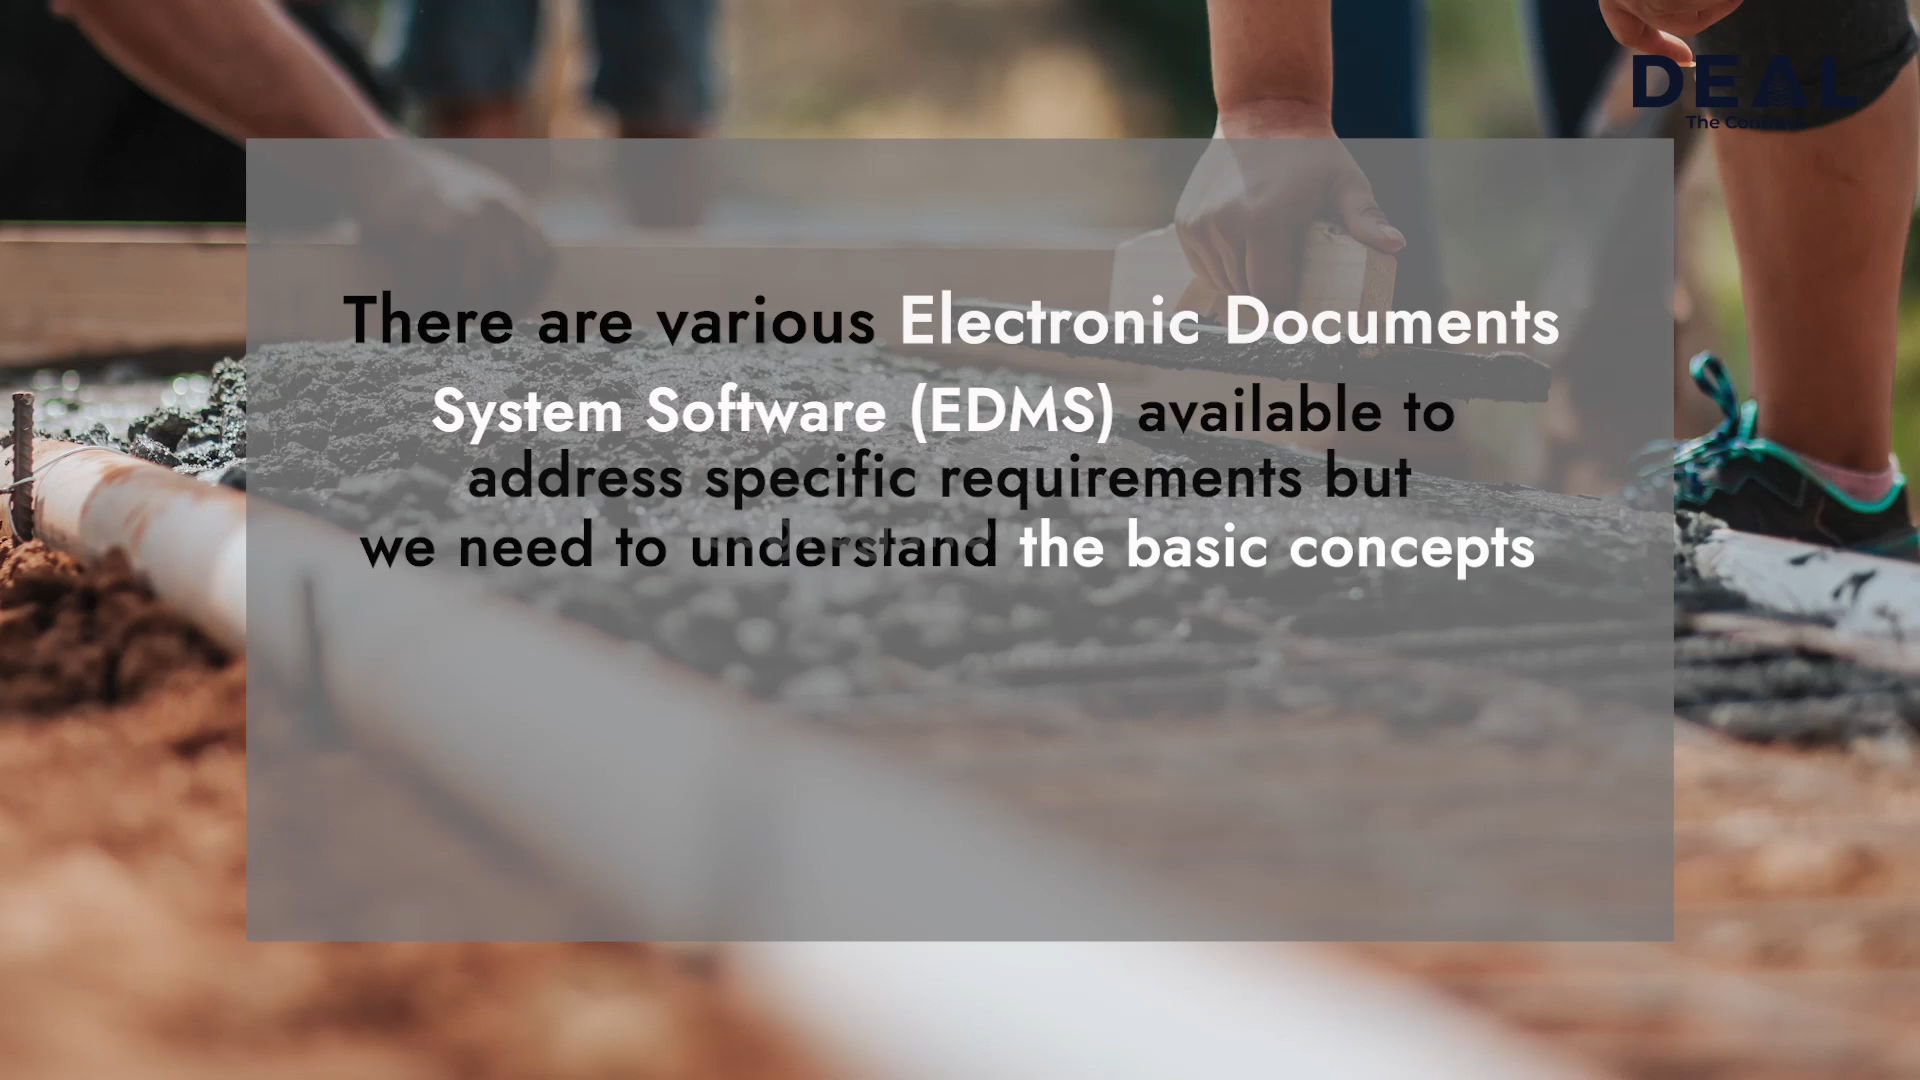 DEAL
The
There are various Electronic Documents
System Software (EDMS) available to
address specific requirements but
we need to understand the basic concepts